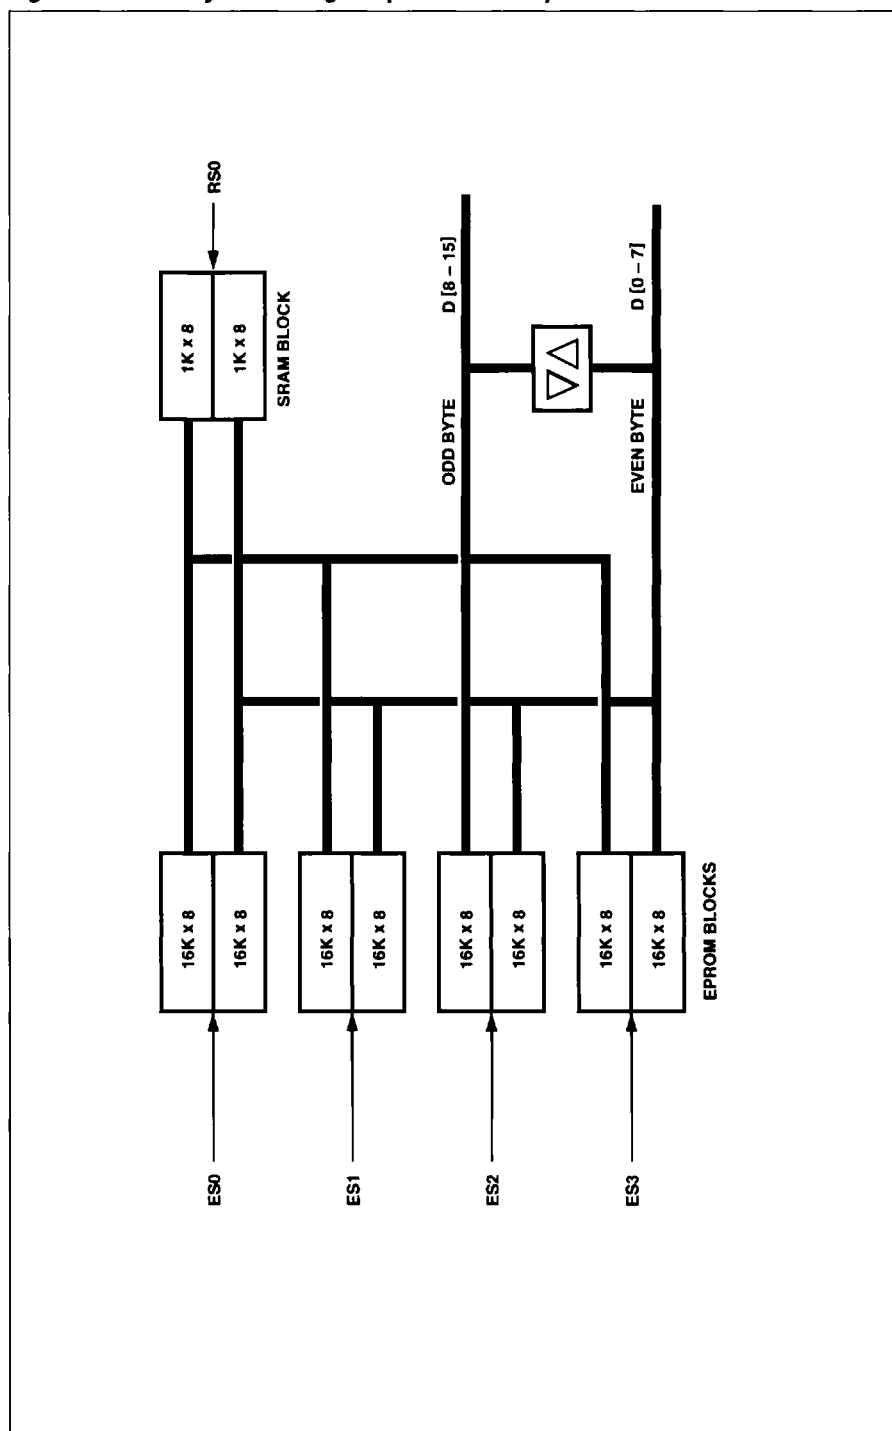 RS0
1K x 8
1K x 8
SRAM BLOCK
D [8 – 15]
D [0 – 7]
ODD BYTE
EVEN BYTE
16K x 8
16K x 8
16K x 8
16K x 8
16K x 8
16K x 8
16K x 8
16K x 8
EPROM BLOCKS
ES0
ES1
ES2
ES3